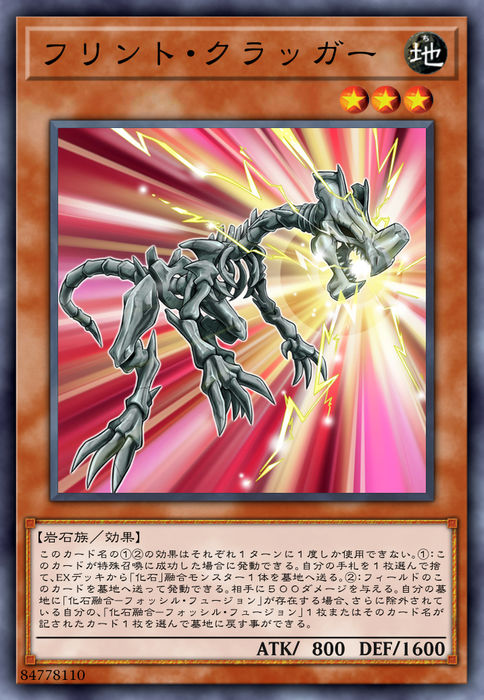 フリント・クラッガー
ち
地
【岩石族／効果】
このカード名の①②の効果はそれぞれ１ターンに１度しか使用できない。①：こ
のカードが特殊召喚に成功した場合に発動できる。自分の手札を１枚選んで捨
て、EXデッキから「化石」融合モンスター１体を墓地へ送る。②：フィールドのこ
のカードを墓地へ送って発動できる。相手に５００ダメージを与える。自分の墓
地に「化石融合－フォッシル・フュージョン」が存在する場合、さらに除外されて
いる自分の、「化石融合－フォッシル・フュージョン」１枚またはそのカード名が
記されたカード１枚を選んで墓地に戻す事ができる。
ATK/ 800 DEF/1600
84778110